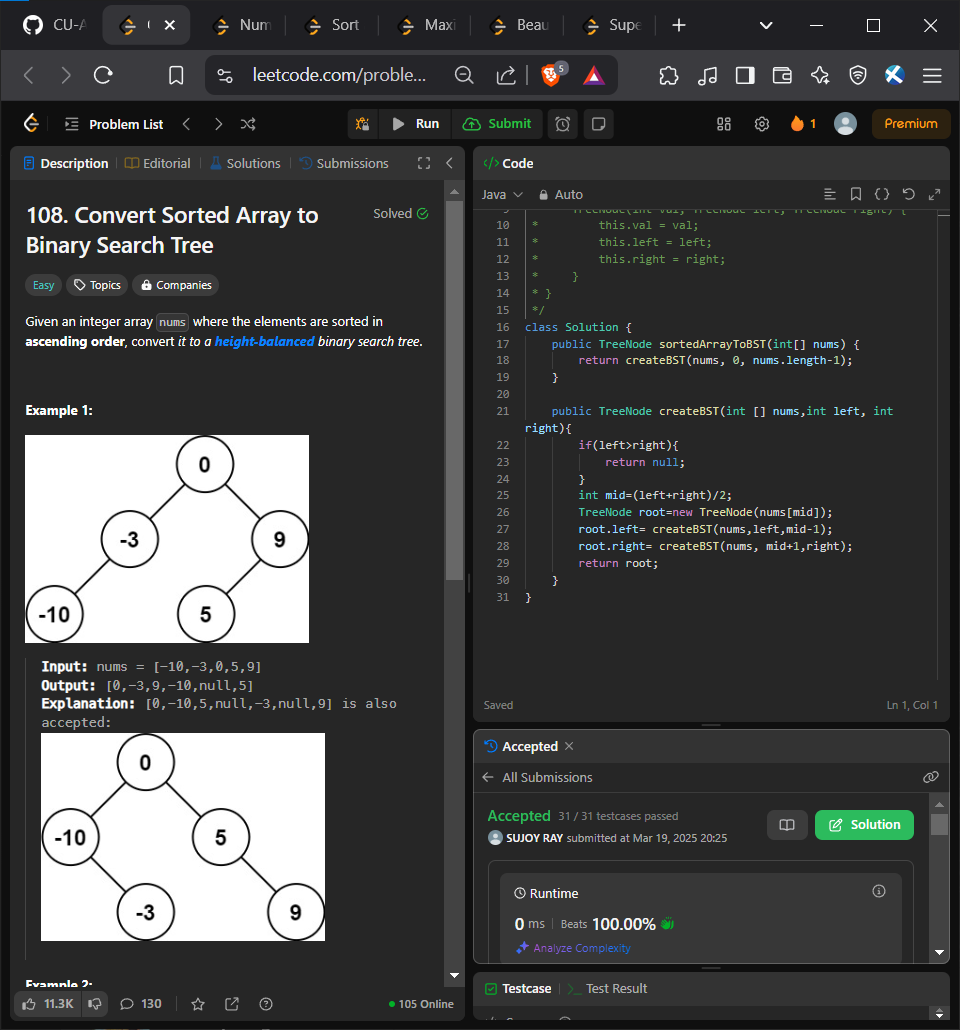 CU-A
(
Num
Sort
Maxi
Beau
Supe
leetcode.com/proble...
5
Problem List
Run
Submit
1
Premium
Description
Editorial
Solutions
Submissions
108. Convert Sorted Array to
Binary Search Tree
Solved
Easy
Topics
Companies
Given an integer array nums where the elements are sorted in
ascending order, convert it to a height-balanced binary search tree.
Example 1:
0
-3
9
-10
5
Input: nums = [-10,-3,0,5,9]
Output: [0,-3,9,-10,null,5]
Explanation: [0,-10,5,null,-3,null,9] is also
accepted:
0
-10
5
-3
9
Example 2:
11.3K
130
105 Online
Code
Java
Auto
9 * TreeNode(int val, TreeNode left, TreeNode right) {
10 * this.val = val;
11 * this.left = left;
12 * this.right = right;
13 * }
14 * }
15 */
16 class Solution {
17 public TreeNode sortedArrayToBST(int[] nums) {
18 return createBST(nums, 0, nums.length-1);
19 }
20
21 public TreeNode createBST(int [] nums,int left, int
right){
22 if(left>right){
23 return null;
24 }
25 int mid=(left+right)/2;
26 TreeNode root=new TreeNode(nums[mid]);
27 root.left= createBST(nums,left,mid-1);
28 root.right= createBST(nums, mid+1,right);
29 return root;
30 }
31 }
Saved
Ln 1, Col 1
Accepted
All Submissions
Accepted 31 / 31 testcases passed
SUJOY RAY submitted at Mar 19, 2025 20:25
Solution
Runtime
0 ms
Beats 100.00%
Analyze Complexity
Testcase
Test Result